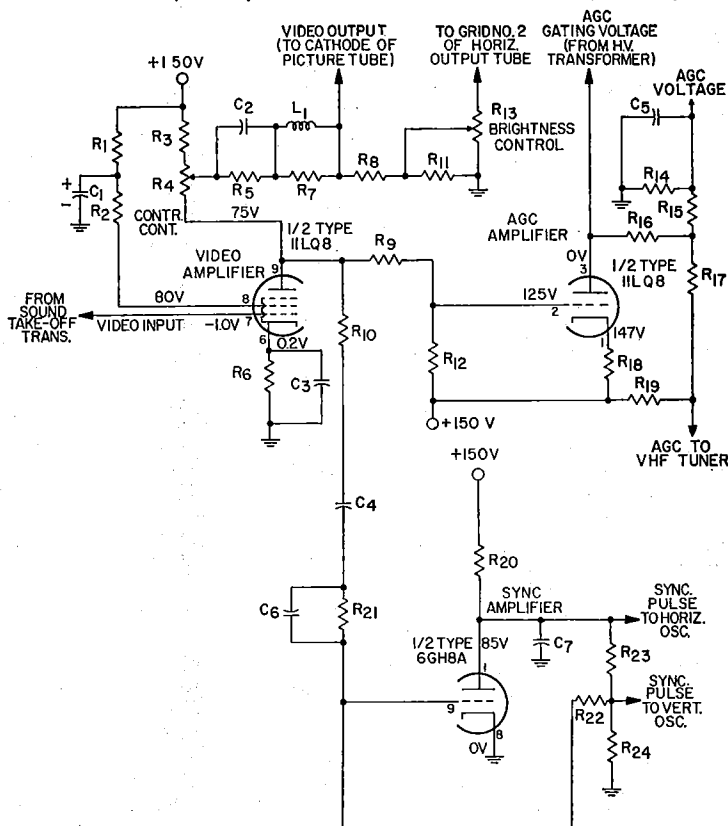 VIDEO OUTPUT
(TO CATHODE OF
PICTURE TUBE)
TO GRID NO. 2
OF HORIZ.
OUTPUT TUBE
AGC
GATING VOLTAGE
(FROM H.V.
TRANSFORMER)
AGC
VOLTAGE
+150V
C2
L1
R13
BRIGHTNESS
CONTROL
C5
R1
R3
R14
R15
+
C1
-
R4
R5
R7
R8
R11
R2
CONTR.
CONT.
75V
1/2 TYPE
11LQ8
AGC
AMPLIFIER
R16
R17
VIDEO
AMPLIFIER
9
R9
0V
3
1/2 TYPE
11LQ8
FROM
SOUND
TAKE-OFF
TRANS.
80V
8
VIDEO INPUT
-1.0V
7
6
0.2V
R10
125V
2
147V
1
R18
R6
C3
R12
R19
+150 V
AGC TO
VHF TUNER
+150V
C4
R20
C6
R21
SYNC
AMPLIFIER
SYNC.
PULSE
TO HORIZ.
OSC.
1/2 TYPE
6GH8A
85V
1
C7
R23
9
8
0V
R22
SYNC.
PULSE
TO VERT.
OSC.
R24